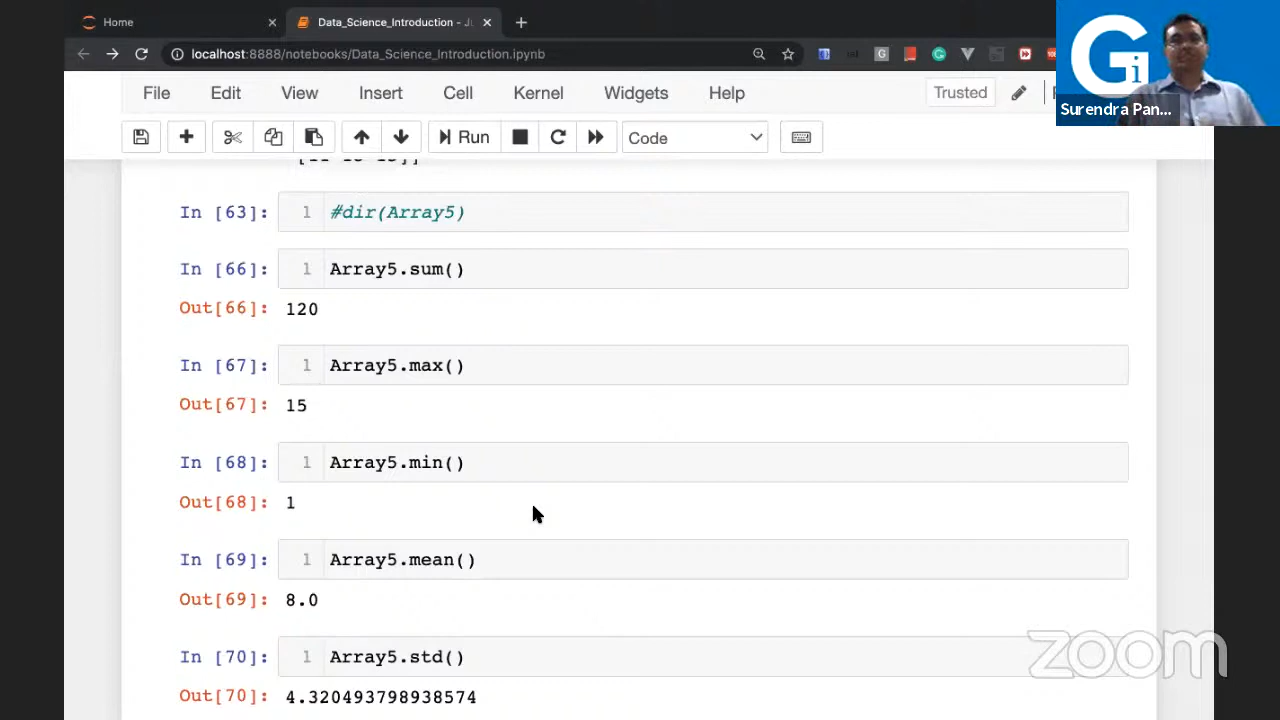 Home
Data_Science_Introduction - Ju
localhost:8888/notebooks/Data_Science_Introduction.ipynb
Gi
Surendra Pan...
File Edit View Insert Cell Kernel Widgets Help
Trusted
Run
Code
In [63]: 1 #dir(Array5)
In [66]: 1 Array5.sum()
Out[66]: 120
In [67]: 1 Array5.max()
Out[67]: 15
In [68]: 1 Array5.min()
Out[68]: 1
In [69]: 1 Array5.mean()
Out[69]: 8.0
In [70]: 1 Array5.std()
Out[70]: 4.320493798938574
zoom